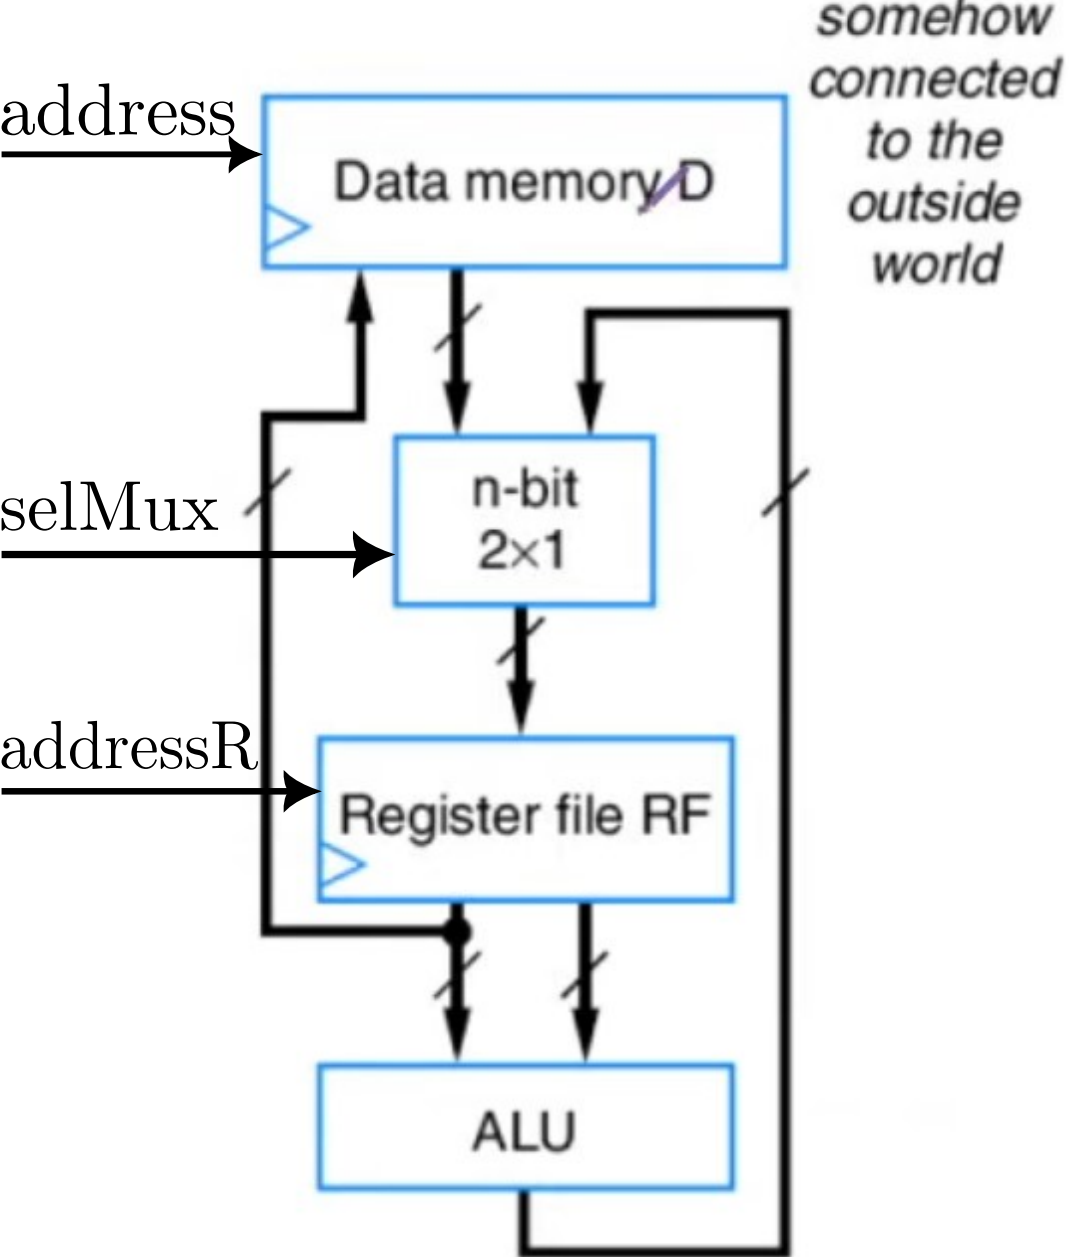 somehow
connected
to the
outside
world
address
Data memory D
selMux
n-bit
2×1
addressR
Register file RF
ALU